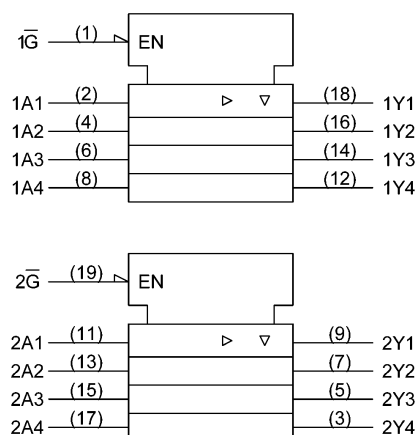 1G̅ (1) EN
1A1 (2) (18) 1Y1
1A2 (4) (16) 1Y2
1A3 (6) (14) 1Y3
1A4 (8) (12) 1Y4
2G̅ (19) EN
2A1 (11) (9) 2Y1
2A2 (13) (7) 2Y2
2A3 (15) (5) 2Y3
2A4 (17) (3) 2Y4